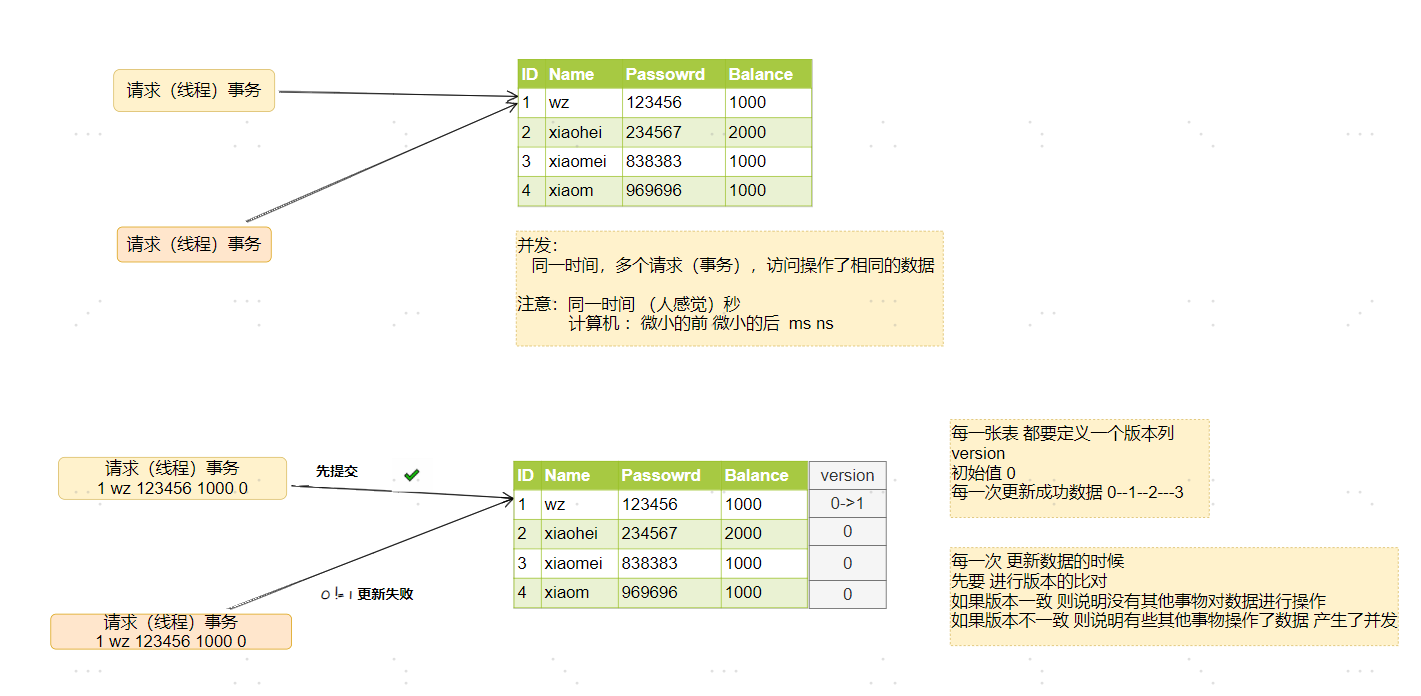 请求（线程）事务
ID Name Passowrd Balance
1 wz 123456 1000
2 xiaohei 234567 2000
3 xiaomei 838383 1000
4 xiaom 969696 1000
请求（线程）事务
并发：
同一时间，多个请求（事务），访问操作了相同的数据
注意：同一时间 （人感觉）秒
计算机 ：微小的前 微小的后 ms ns
请求（线程）事务
1 wz 123456 1000 0
先提交
ID Name Passowrd Balance version
1 wz 123456 1000 0->1
2 xiaohei 234567 2000 0
3 xiaomei 838383 1000 0
4 xiaom 969696 1000 0
0 != 1 更新失败
请求（线程）事务
1 wz 123456 1000 0
每一张表 都要定义一个版本列
version
初始值 0
每一次更新成功数据 0--1--2---3
每一次 更新数据的时候
先要 进行版本的比对
如果版本一致 则说明没有其他事物对数据进行操作
如果版本不一致 则说明有些其他事物操作了数据 产生了并发